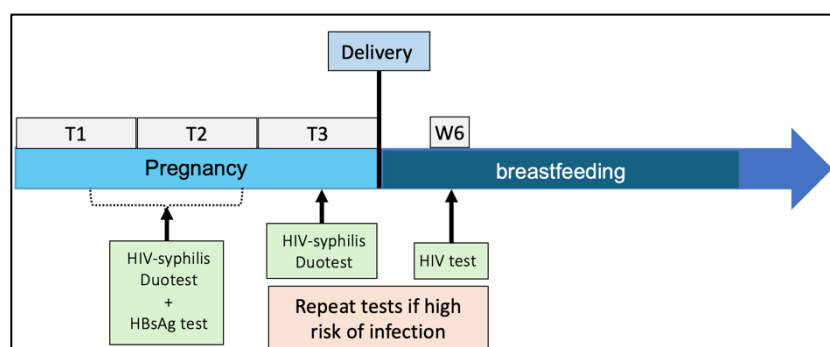 Delivery
T1
T2
T3
W6
Pregnancy
breastfeeding
HIV-syphilis
Duotest
+
HBsAg test
HIV-syphilis
Duotest
HIV test
Repeat tests if high
risk of infection